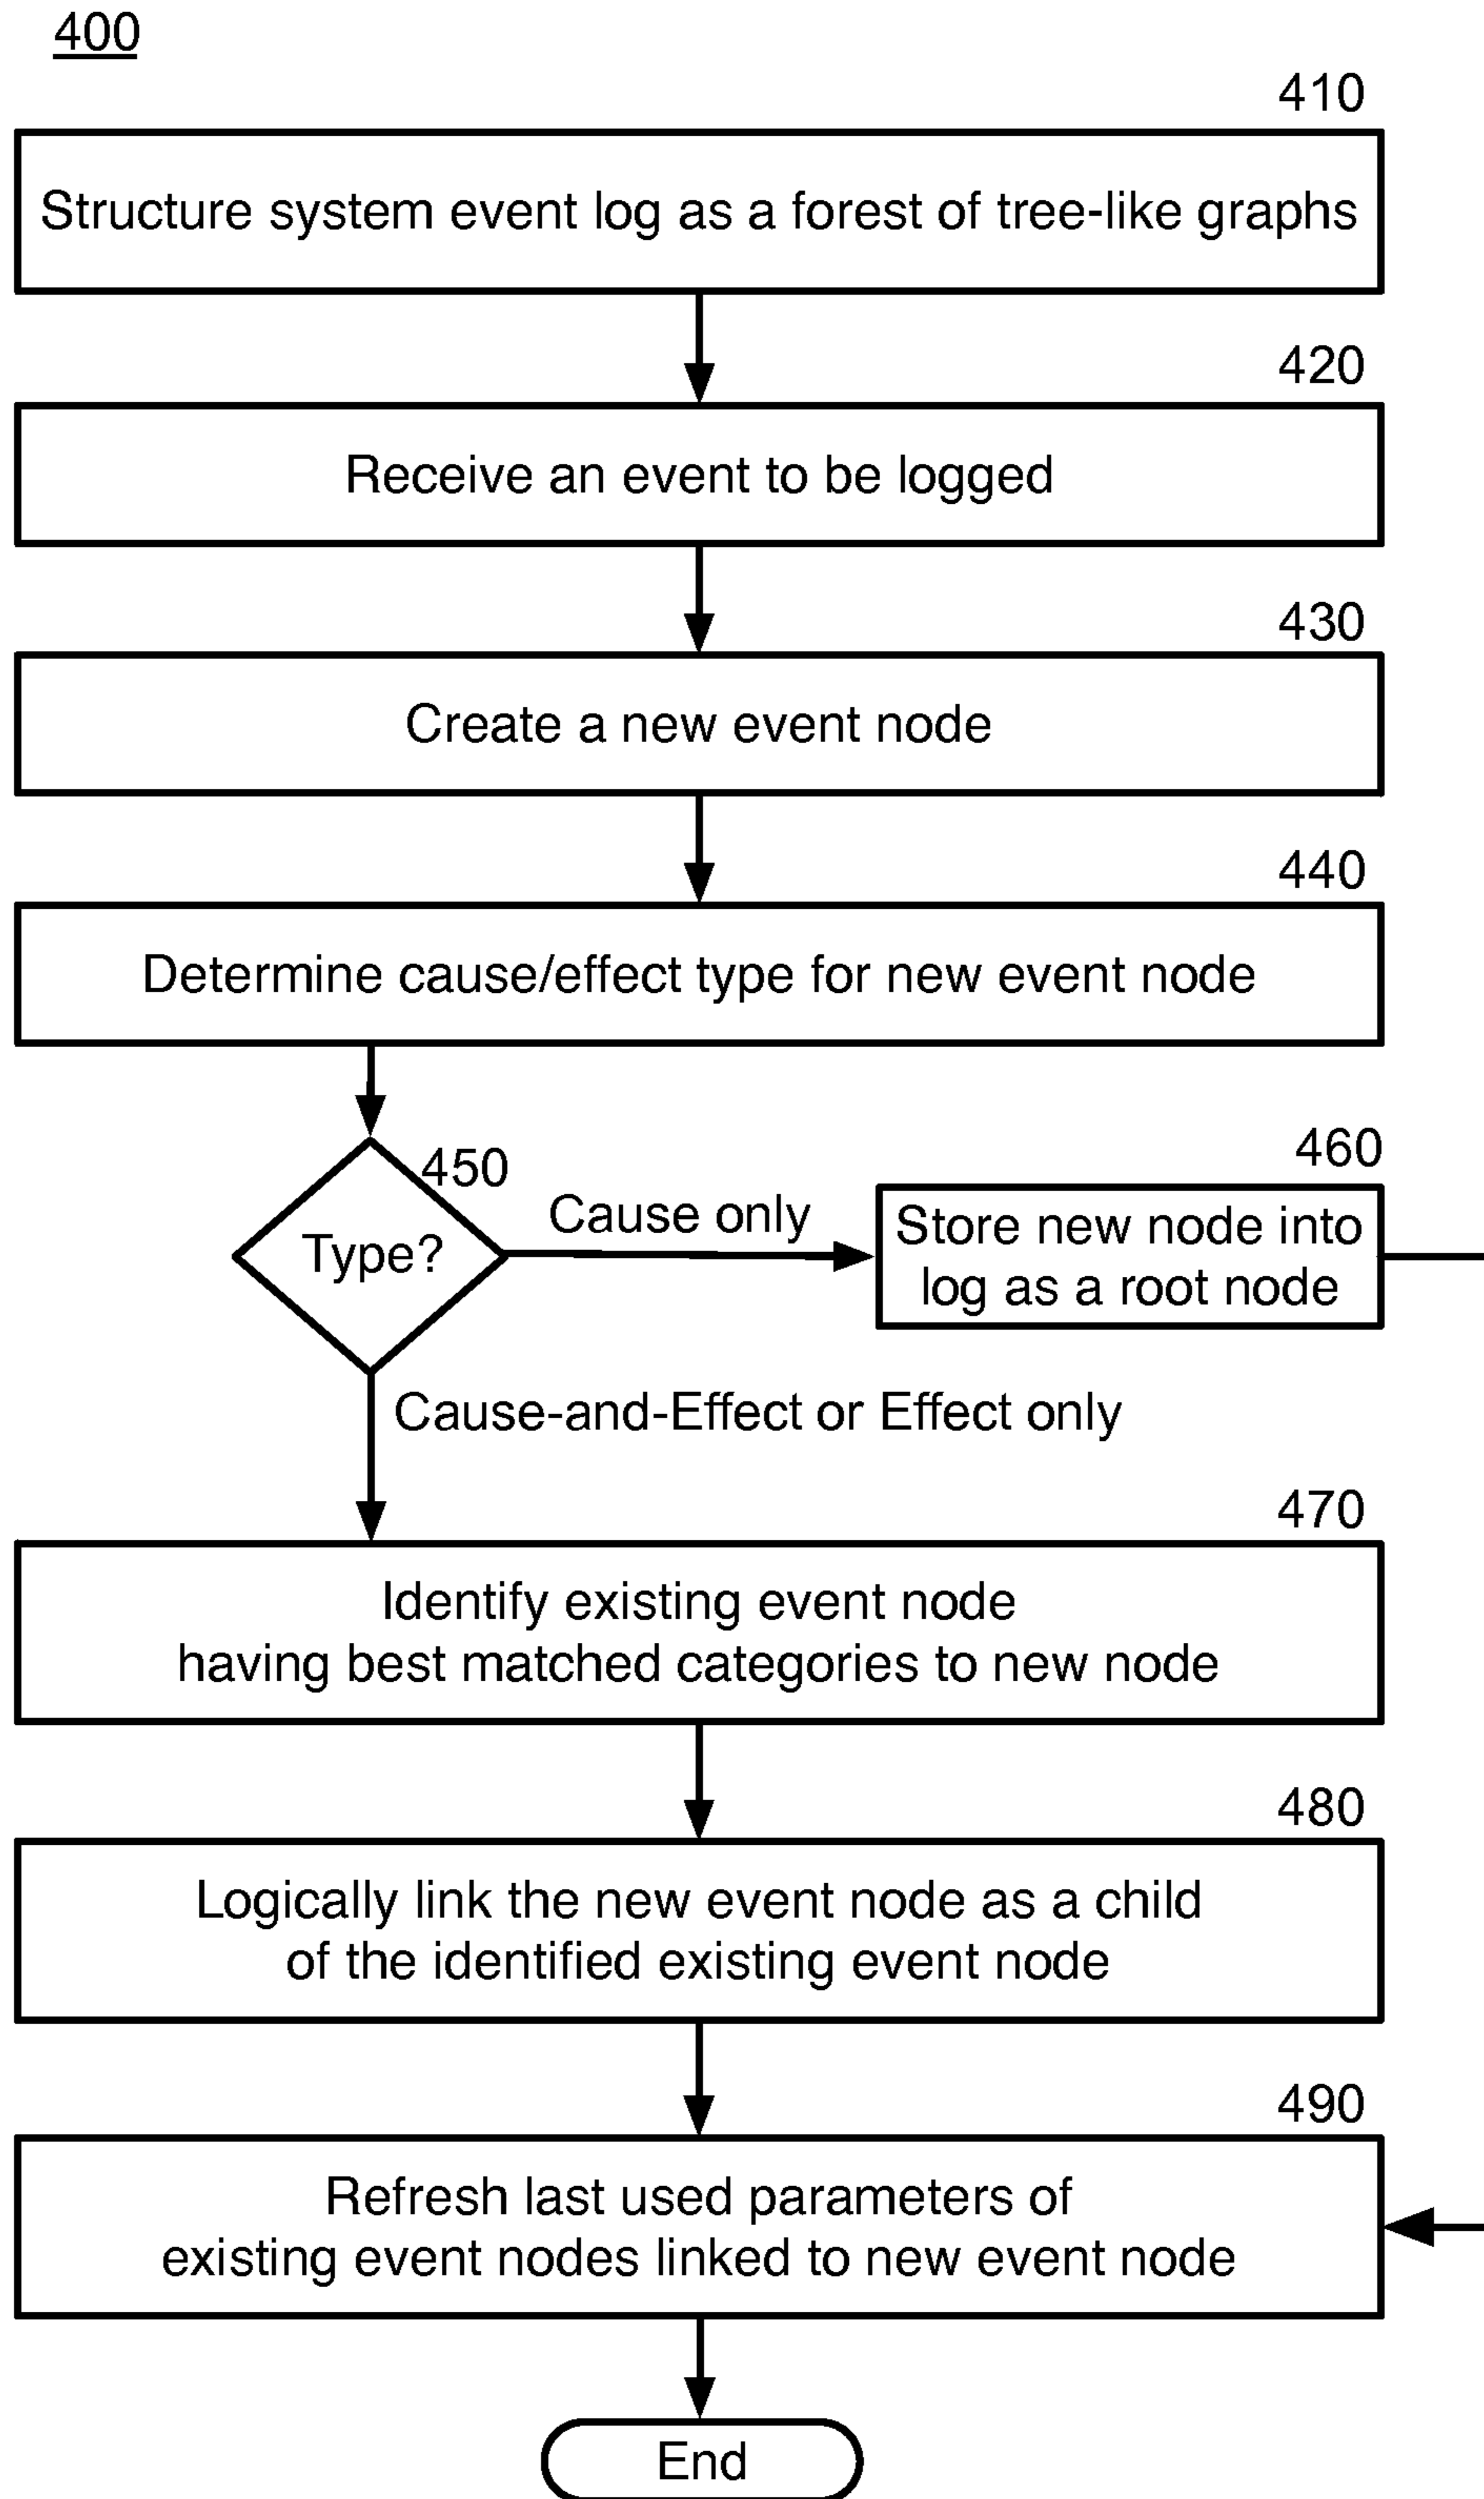 400
410
Structure system event log as a forest of tree-like graphs
420
Receive an event to be logged
430
Create a new event node
440
Determine cause/effect type for new event node
450
Type?
Cause only
460
Store new node into
log as a root node
Cause-and-Effect or Effect only
470
Identify existing event node
having best matched categories to new node
480
Logically link the new event node as a child
of the identified existing event node
490
Refresh last used parameters of
existing event nodes linked to new event node
End